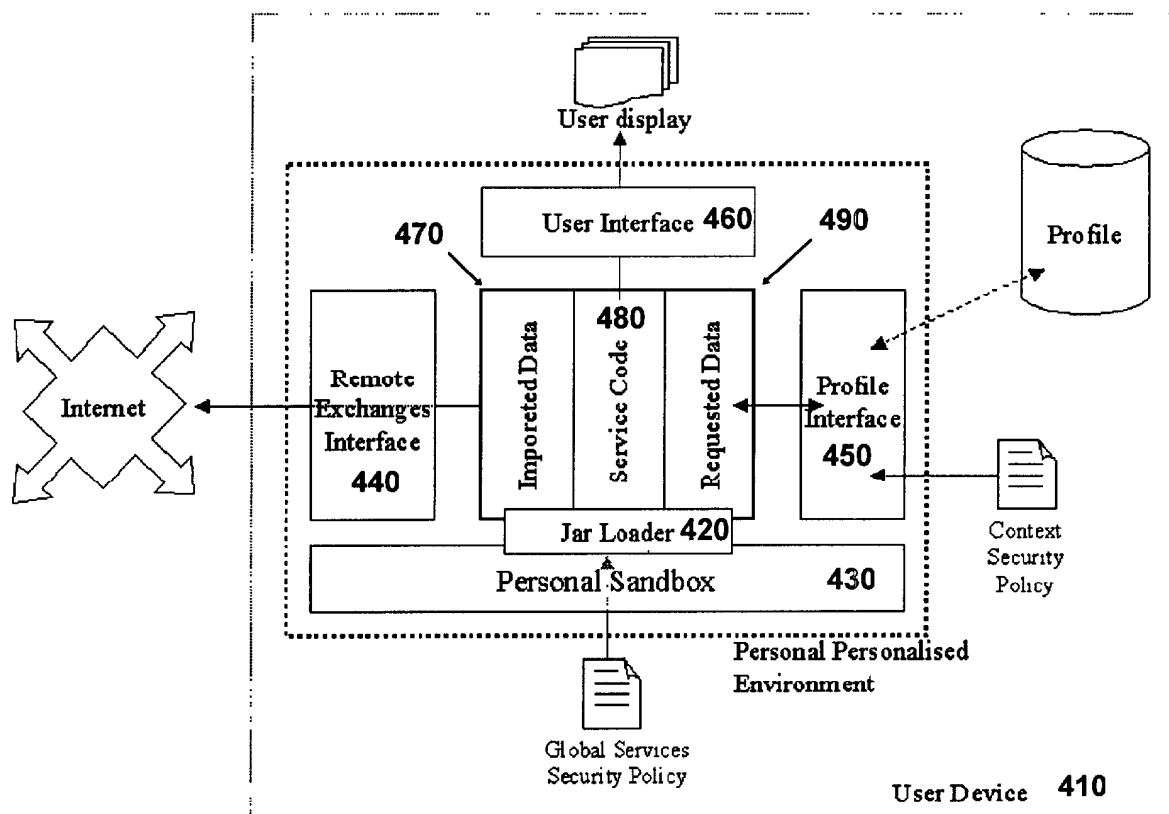 User display
User Interface 460
470
490
Profile
Internet
Remote
Exchanges
Interface
440
Imporeted Data
480
Service Code
Requested Data
Profile
Interface
450
Jar Loader 420
Personal Sandbox 430
Context
Security
Policy
Personal Personalised
Environment
Global Services
Security Policy
User Device 410